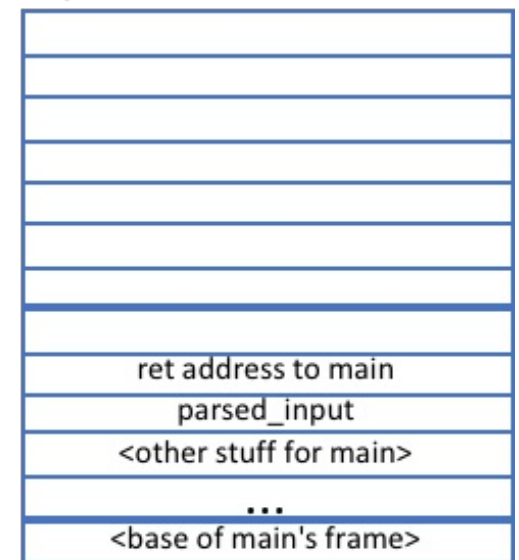 ret address to main
parsed_input
<other stuff for main>
...
<base of main's frame>